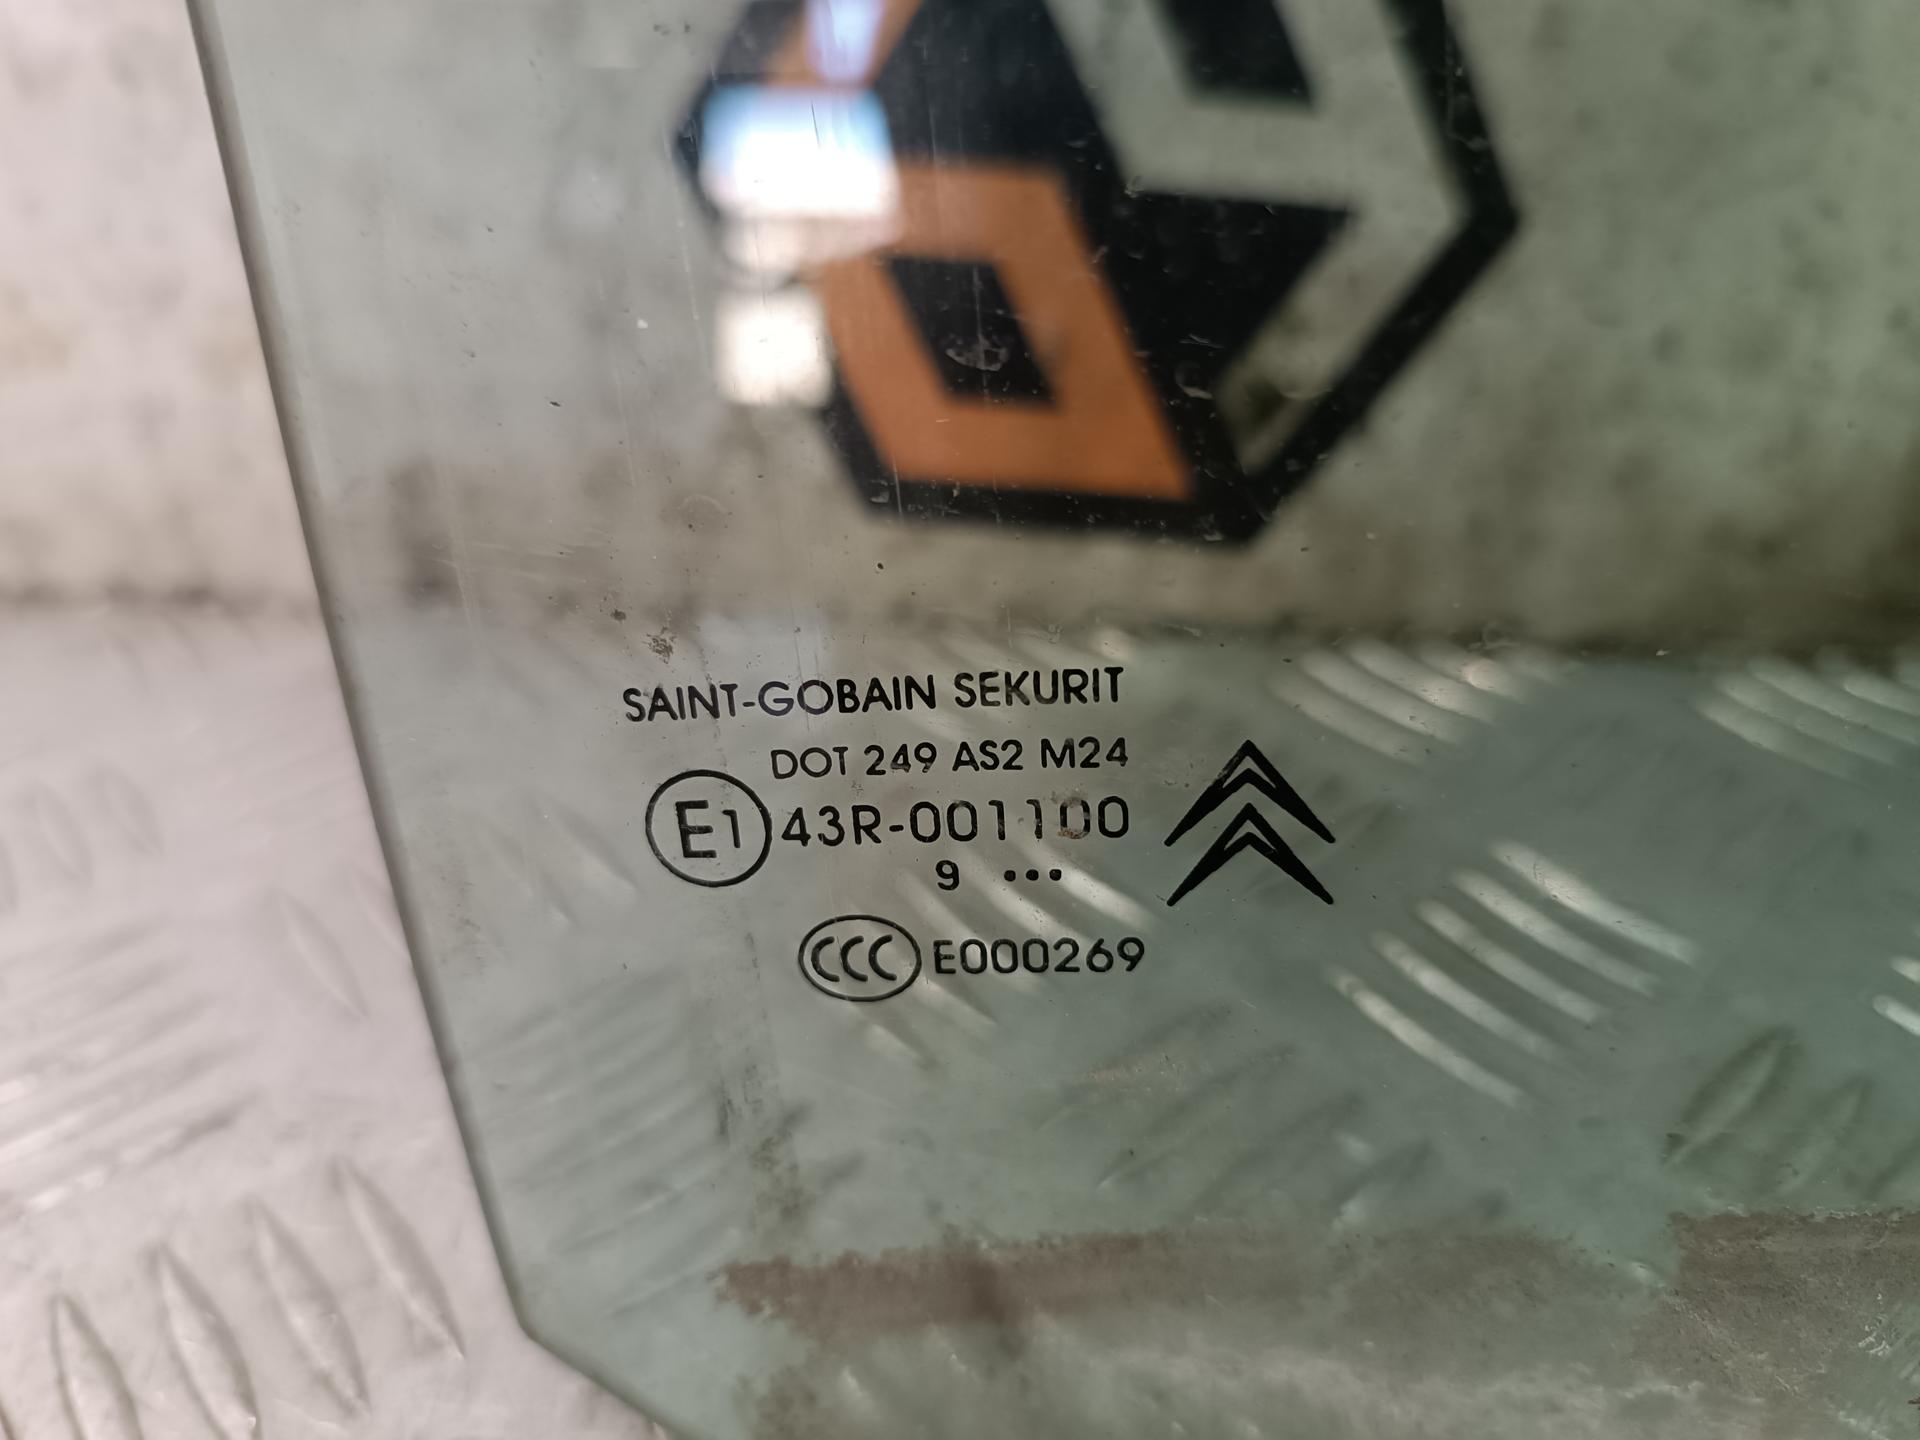 SAINT-GOBAIN SEKURIT
DOT 249 AS2 M24
E1 43R-001100
9 •••
CCC E000269